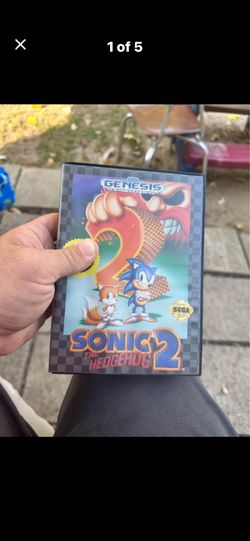 1 of 5
GENESIS
2
SEGA
SONIC 2
THE
HEDGEHOG